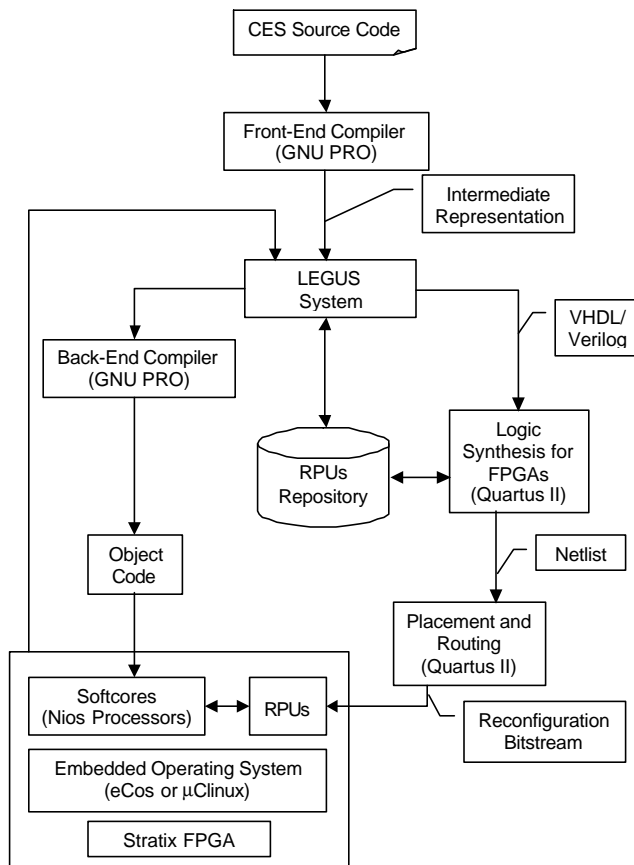 CES Source Code
Front-End Compiler
(GNU PRO)
Intermediate
Representation
LEGUS
System
VHDL/
Verilog
Back-End Compiler
(GNU PRO)
Logic
Synthesis for
FPGAs
(Quartus II)
RPUs
Repository
Object
Code
Netlist
Placement and
Routing
(Quartus II)
Softcores
(Nios Processors)
RPUs
Reconfiguration
Bitstream
Embedded Operating System
(eCos or μClinux)
Stratix FPGA